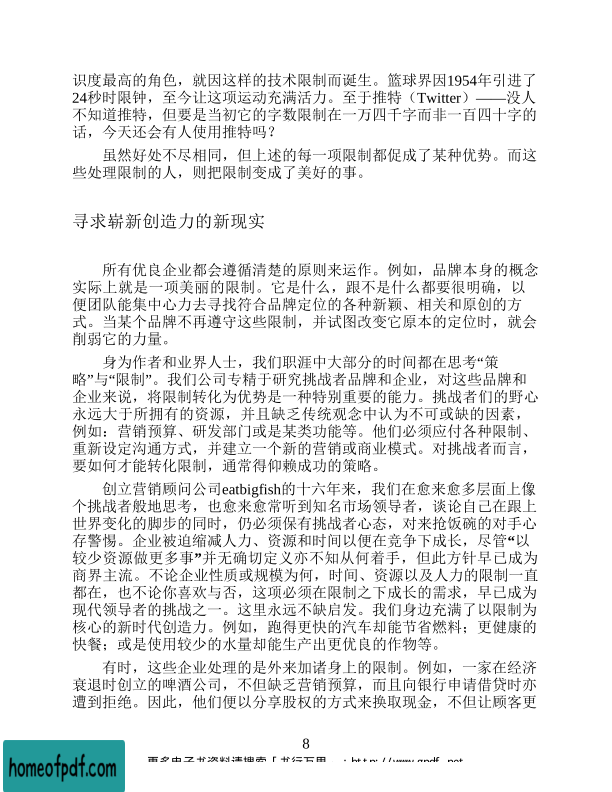 识度最高的角色，就因这样的技术限制而诞生。篮球界因1954年引进了
24秒时限钟，至今让这项运动充满活力。至于推特（Twitter）——没人
不知道推特，但要是当初它的字数限制在一万四千字而非一百四十字的
话，今天还会有人使用推特吗？
虽然好处不尽相同，但上述的每一项限制都促成了某种优势。而这
些处理限制的人，则把限制变成了美好的事。
寻求崭新创造力的新现实
所有优良企业都会遵循清楚的原则来运作。例如，品牌本身的概念
实际上就是一项美丽的限制。它是什么，跟不是什么都要很明确，以
便团队能集中心力去寻找符合品牌定位的各种新颖、相关和原创的方
式。当某个品牌不再遵守这些限制，并试图改变它原本的定位时，就会
削弱它的力量。
身为作者和业界人士，我们职涯中大部分的时间都在思考“策
略”与“限制”。我们公司专精于研究挑战者品牌和企业，对这些品牌和
企业来说，将限制转化为优势是一种特别重要的能力。挑战者们的野心
永远大于所拥有的资源，并且缺乏传统观念中认为不可或缺的因素，
例如：营销预算、研发部门或是某类功能等。他们必须应付各种限制、
重新设定沟通方式，并建立一个新的营销或商业模式。对挑战者而言，
要如何才能转化限制，通常得仰赖成功的策略。
创立营销顾问公司eatbigfish的十六年来，我们在愈来愈多层面上像
个挑战者般地思考，也愈来愈常听到知名市场领导者，谈论自己在跟上
世界变化的脚步的同时，仍必须保有挑战者心态，对来抢饭碗的对手心
存警惕。企业被迫缩减人力、资源和时间以便在竞争下成长，尽管“以
较少资源做更多事”并无确切定义亦不知从何着手，但此方针早已成为
商界主流。不论企业性质或规模为何，时间、资源以及人力的限制一直
都在，也不论你喜欢与否，这项必须在限制之下成长的需求，早已成为
现代领导者的挑战之一。这里永远不缺启发。我们身边充满了以限制为
核心的新时代创造力。例如，跑得更快的汽车却能节省燃料；更健康的
快餐；或是使用较少的水量却能生产出更优良的作物等。
有时，这些企业处理的是外来加诸身上的限制。例如，一家在经济
衰退时创立的啤酒公司，不但缺乏营销预算，而且向银行申请借贷时亦
遭到拒绝。因此，他们便以分享股权的方式来换取现金，不但让顾客更
8
homeofpdf.com